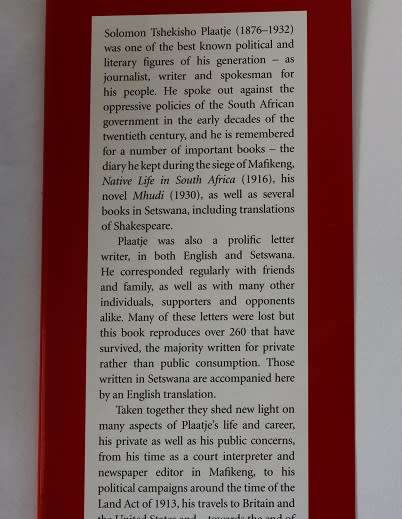 Solomon Tshekisho Plaatje (1876–1932)
was one of the best known political and
literary figures of his generation – as
journalist, writer and spokesman for
his people. He spoke out against the
oppressive policies of the South African
government in the early decades of the
twentieth century, and he is remembered
for a number of important books – the
diary he kept during the siege of Mafikeng,
Native Life in South Africa (1916), his
novel Mhudi (1930), as well as several
books in Setswana, including translations
of Shakespeare.
Plaatje was also a prolific letter
writer, in both English and Setswana.
He corresponded regularly with friends
and family, as well as with many other
individuals, supporters and opponents
alike. Many of these letters were lost but
this book reproduces over 260 that have
survived, the majority written for private
rather than public consumption. Those
written in Setswana are accompanied here
by an English translation.
Taken together they shed new light on
many aspects of Plaatje's life and career,
his private as well as his public concerns,
from his time as a court interpreter and
newspaper editor in Mafikeng, to his
political campaigns around the time of the
Land Act of 1913, his travels to Britain and
the United States and – towards the end of